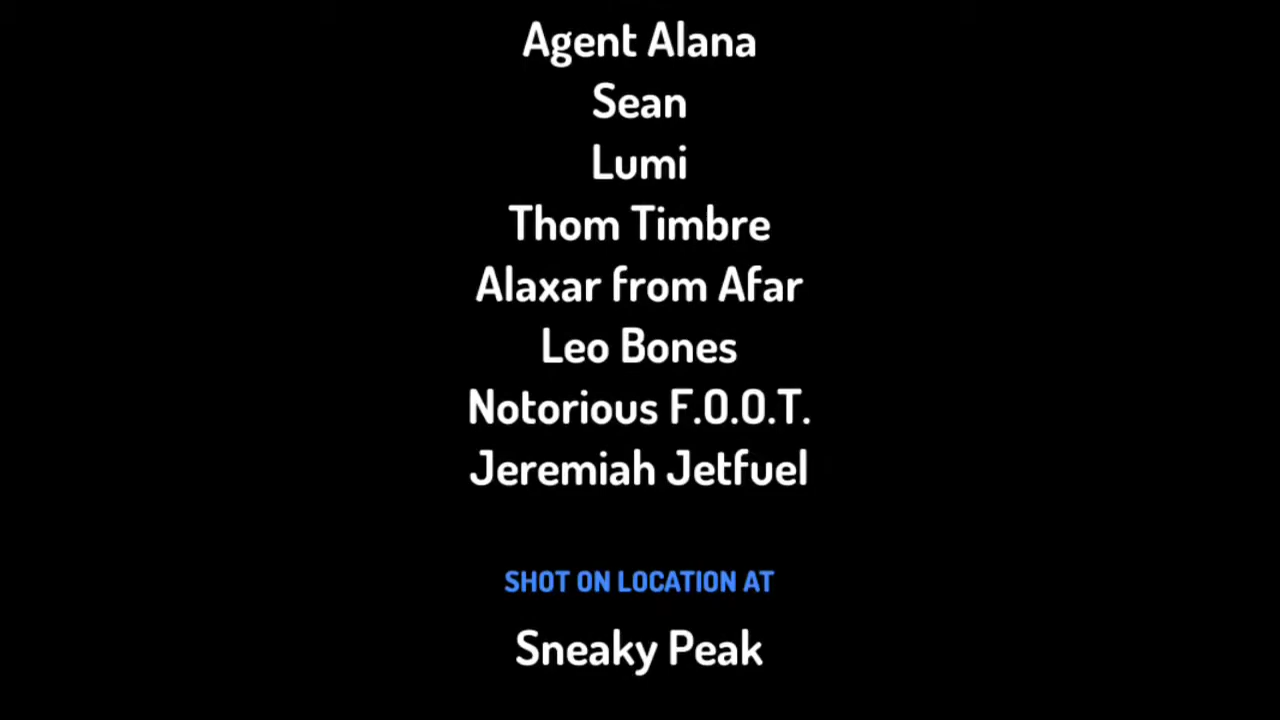 Agent Alana
Sean
Lumi
Thom Timbre
Alaxar from Afar
Leo Bones
Notorious F.O.O.T.
Jeremiah Jetfuel
SHOT ON LOCATION AT
Sneaky Peak